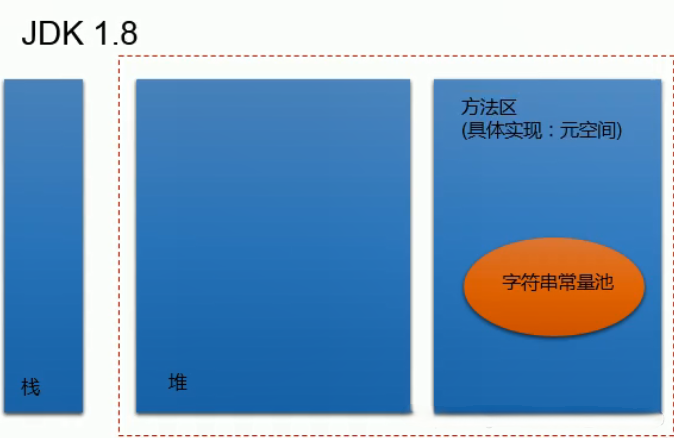 JDK 1.8
方法区
(具体实现：元空间)
字符串常量池
栈
堆